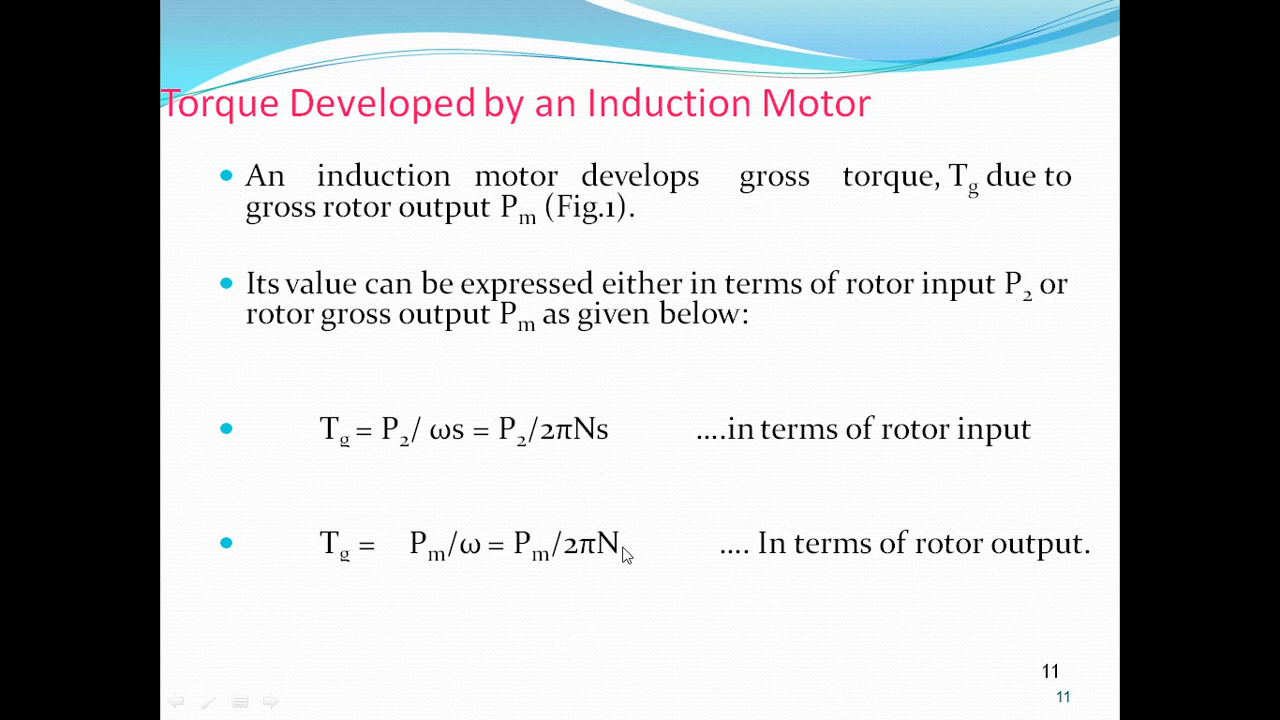 Torque Developed by an Induction Motor
• An induction motor develops gross torque, Tg due to
gross rotor output Pm (Fig.1).
• Its value can be expressed either in terms of rotor input P2 or
rotor gross output Pm as given below:
• Tg = P2/ ωs = P2/2πNs ....in terms of rotor input
• Tg = Pm/ω = Pm/2πN .... In terms of rotor output.
11
11